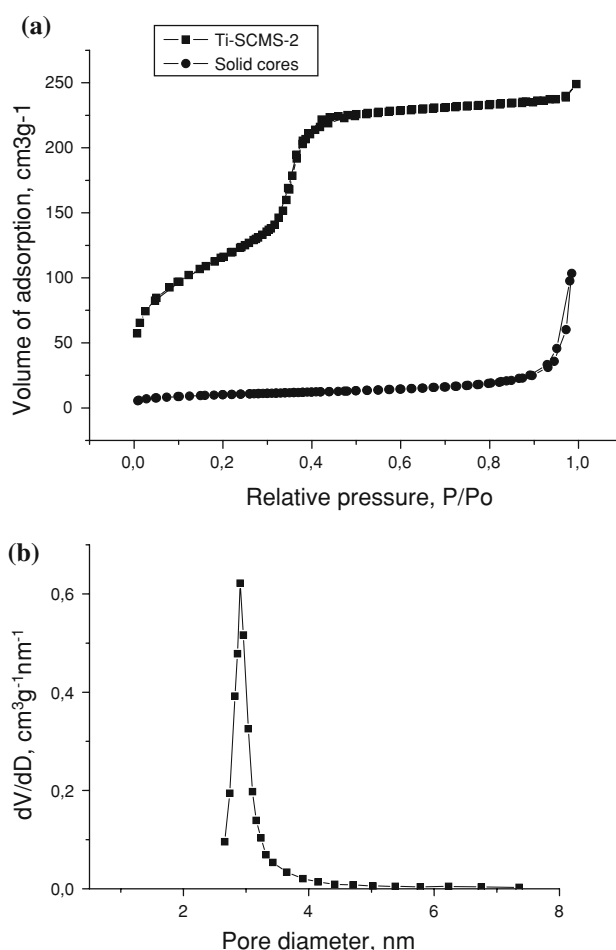 (a)
Ti-SCMS-2
Solid cores
250
200
150
100
50
0
Volume of adsorption, cm3g-1
0,0 0,2 0,4 0,6 0,8 1,0
Relative pressure, P/Po
(b)
0,6
0,4
0,2
0,0
dV/dD, cm³g⁻¹nm⁻¹
2 4 6 8
Pore diameter, nm